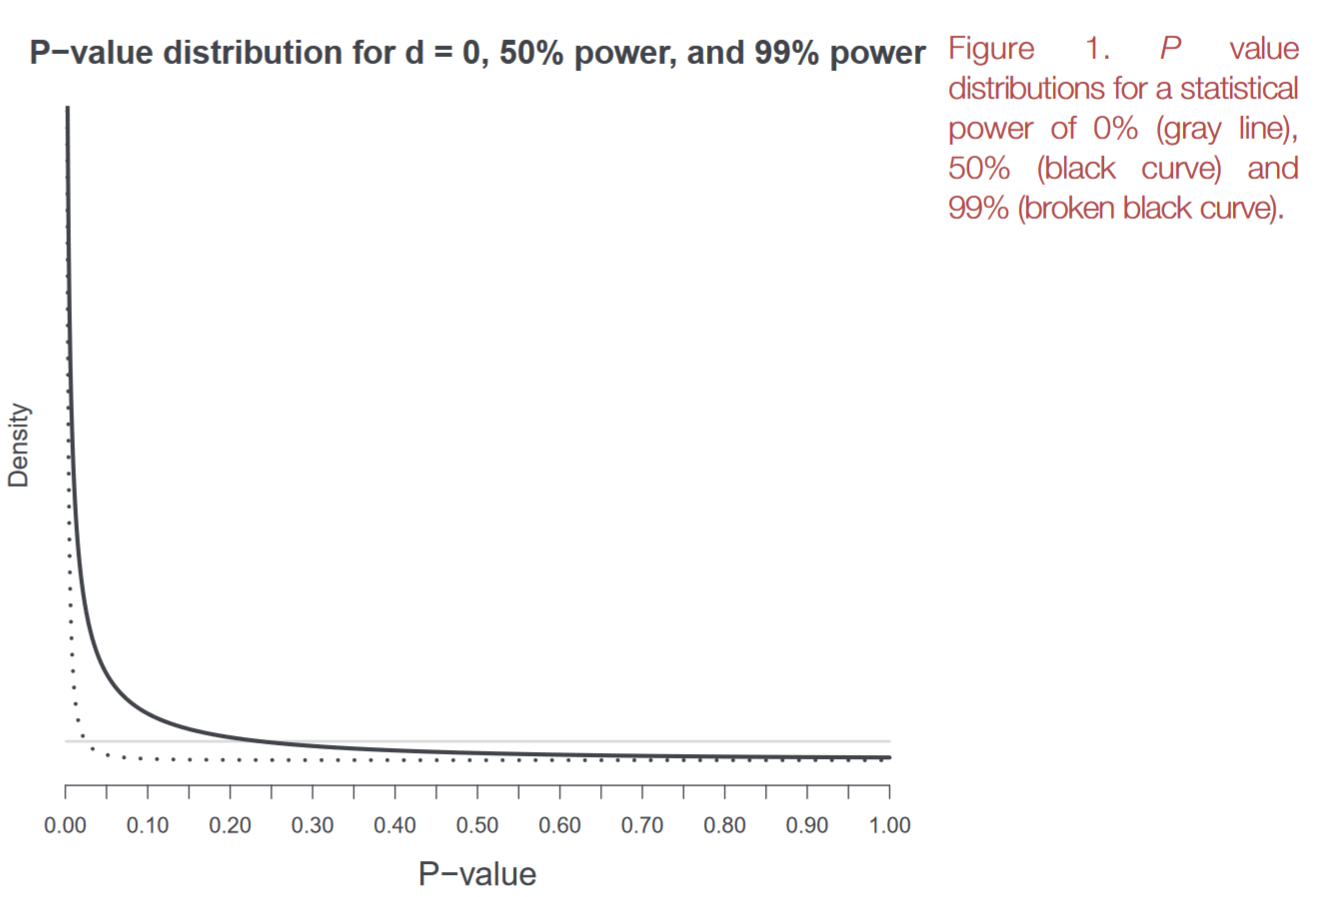 P−value distribution for d = 0, 50% power, and 99% power
Figure 1. P value
distributions for a statistical
power of 0% (gray line),
50% (black curve) and
99% (broken black curve).
Density
0.00 0.10 0.20 0.30 0.40 0.50 0.60 0.70 0.80 0.90 1.00
P−value